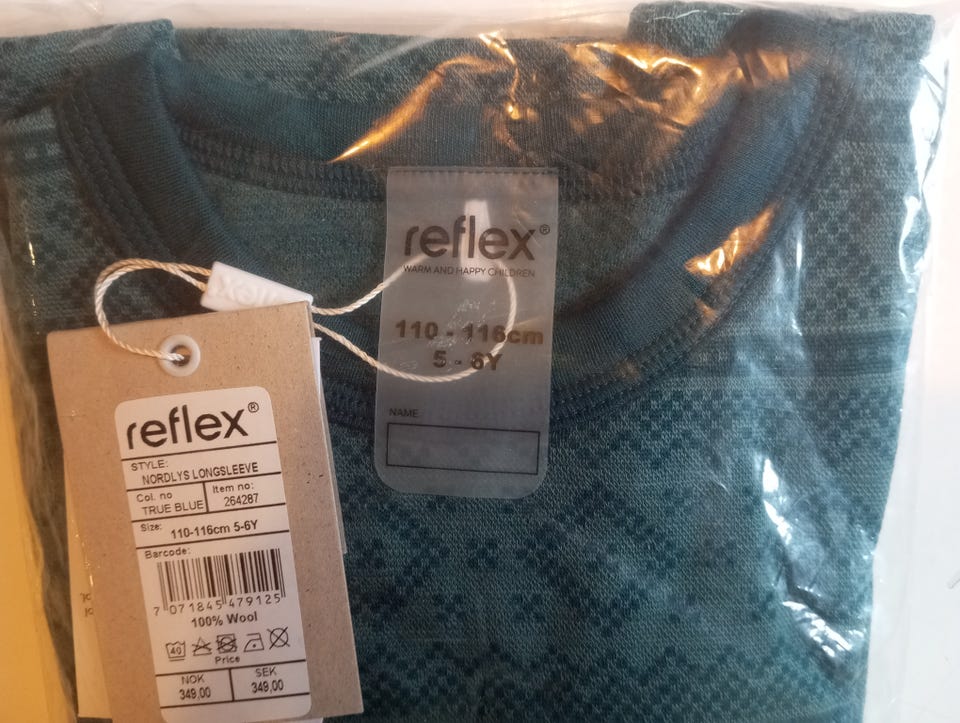 reflex®
WARM AND HAPPY CHILDREN
110 - 116cm
5 - 6Y
NAME
reflex
reflex®
STYLE:
NORDLYS LONGSLEEVE
Col. no
TRUE BLUE
Item no:
264287
Size: 110-116cm 5-6Y
Barcode:
7 071845 479125
100% Wool
40
Price
NOK
349,00
SEK
349,00